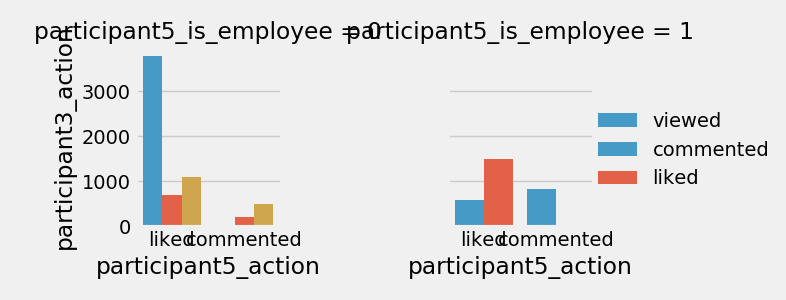 participant5_is_employee = 0
participant5_is_employee = 1
participant3_action
3000
2000
1000
0
liked
commented
participant5_action
liked
commented
participant5_action
viewed
commented
liked